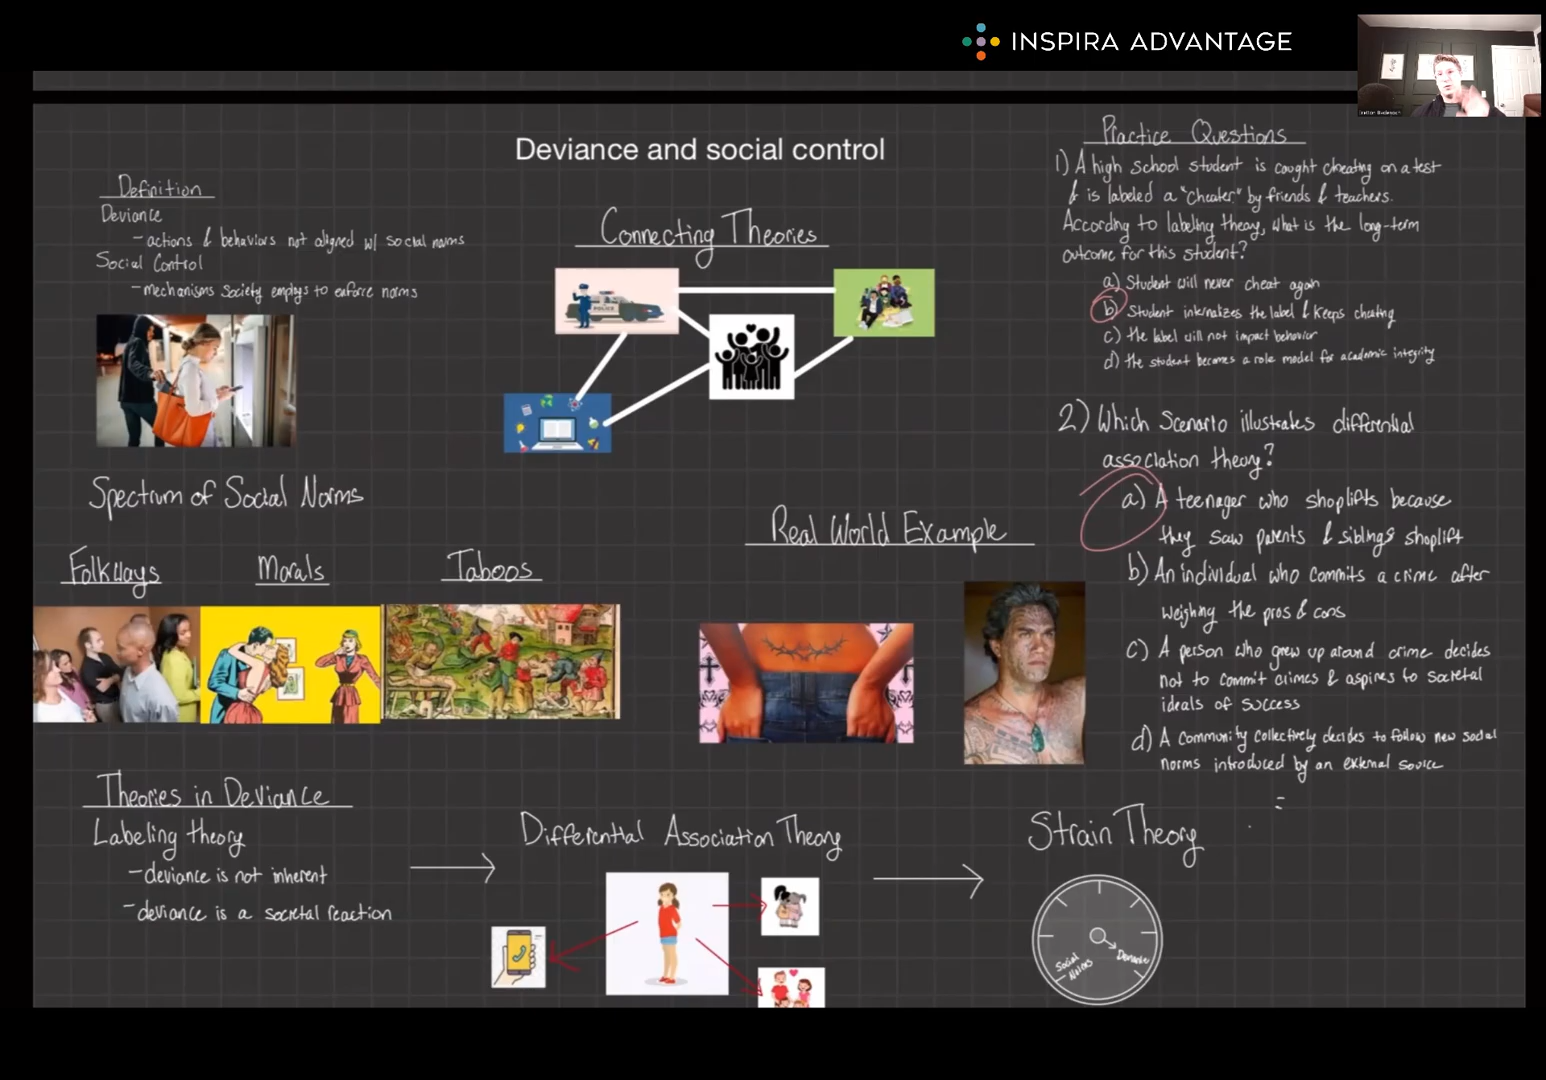 INSPIRA ADVANTAGE
Deviance and social control
Definition
Deviance
- actions & behaviors not aligned w/ social norms
Social Control
- mechanisms society employs to enforce norms
Connecting Theories
POLICE
Spectrum of Social Norms
Folkways
Morals
Taboos
Real World Example
Theories in Deviance
Labeling theory
- deviance is not inherent
- deviance is a societal reaction
Differential Association Theory
Strain Theory
Social
Norms
Deviance
Practice Questions
1) A high school student is caught cheating on a test
& is labeled a "cheater" by friends & teachers.
According to labeling theory, what is the long-term
outcome for this student?
a) Student will never cheat again
b) Student internalizes the label & keeps cheating
c) the label will not impact behavior
d) the student becomes a role model for academic integrity
2) Which scenario illustrates differential
association theory?
a) A teenager who shoplifts because
they saw parents & siblings shoplift
b) An individual who commits a crime after
weighing the pros & cons
c) A person who grew up around crime decides
not to commit crimes & aspires to societal
ideals of success
d) A community collectively decides to follow new social
norms introduced by an external source